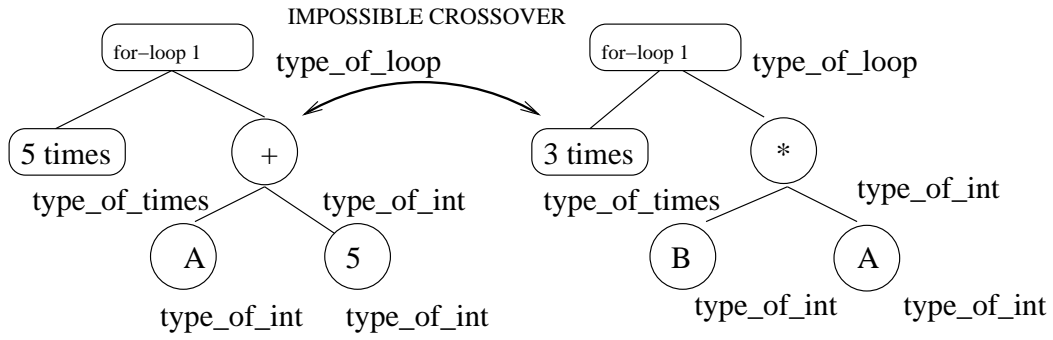 IMPOSSIBLE CROSSOVER
for–loop 1
type_of_loop
for–loop 1
type_of_loop
5 times
+
3 times
*
type_of_times
type_of_int
type_of_times
type_of_int
A
5
B
A
type_of_int
type_of_int
type_of_int
type_of_int